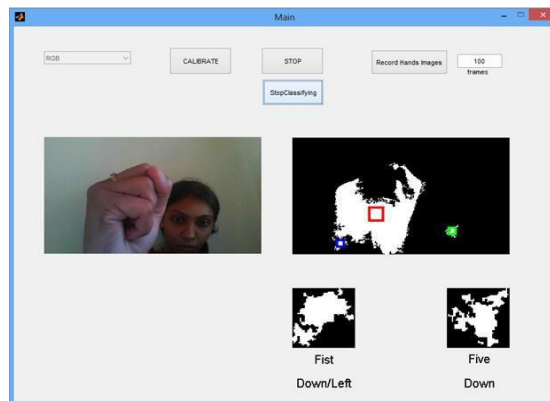 Main
RGB
CALIBRATE
STOP
Record Hands Images
100
frames
StopClassifying
Fist
Five
Down/Left
Down